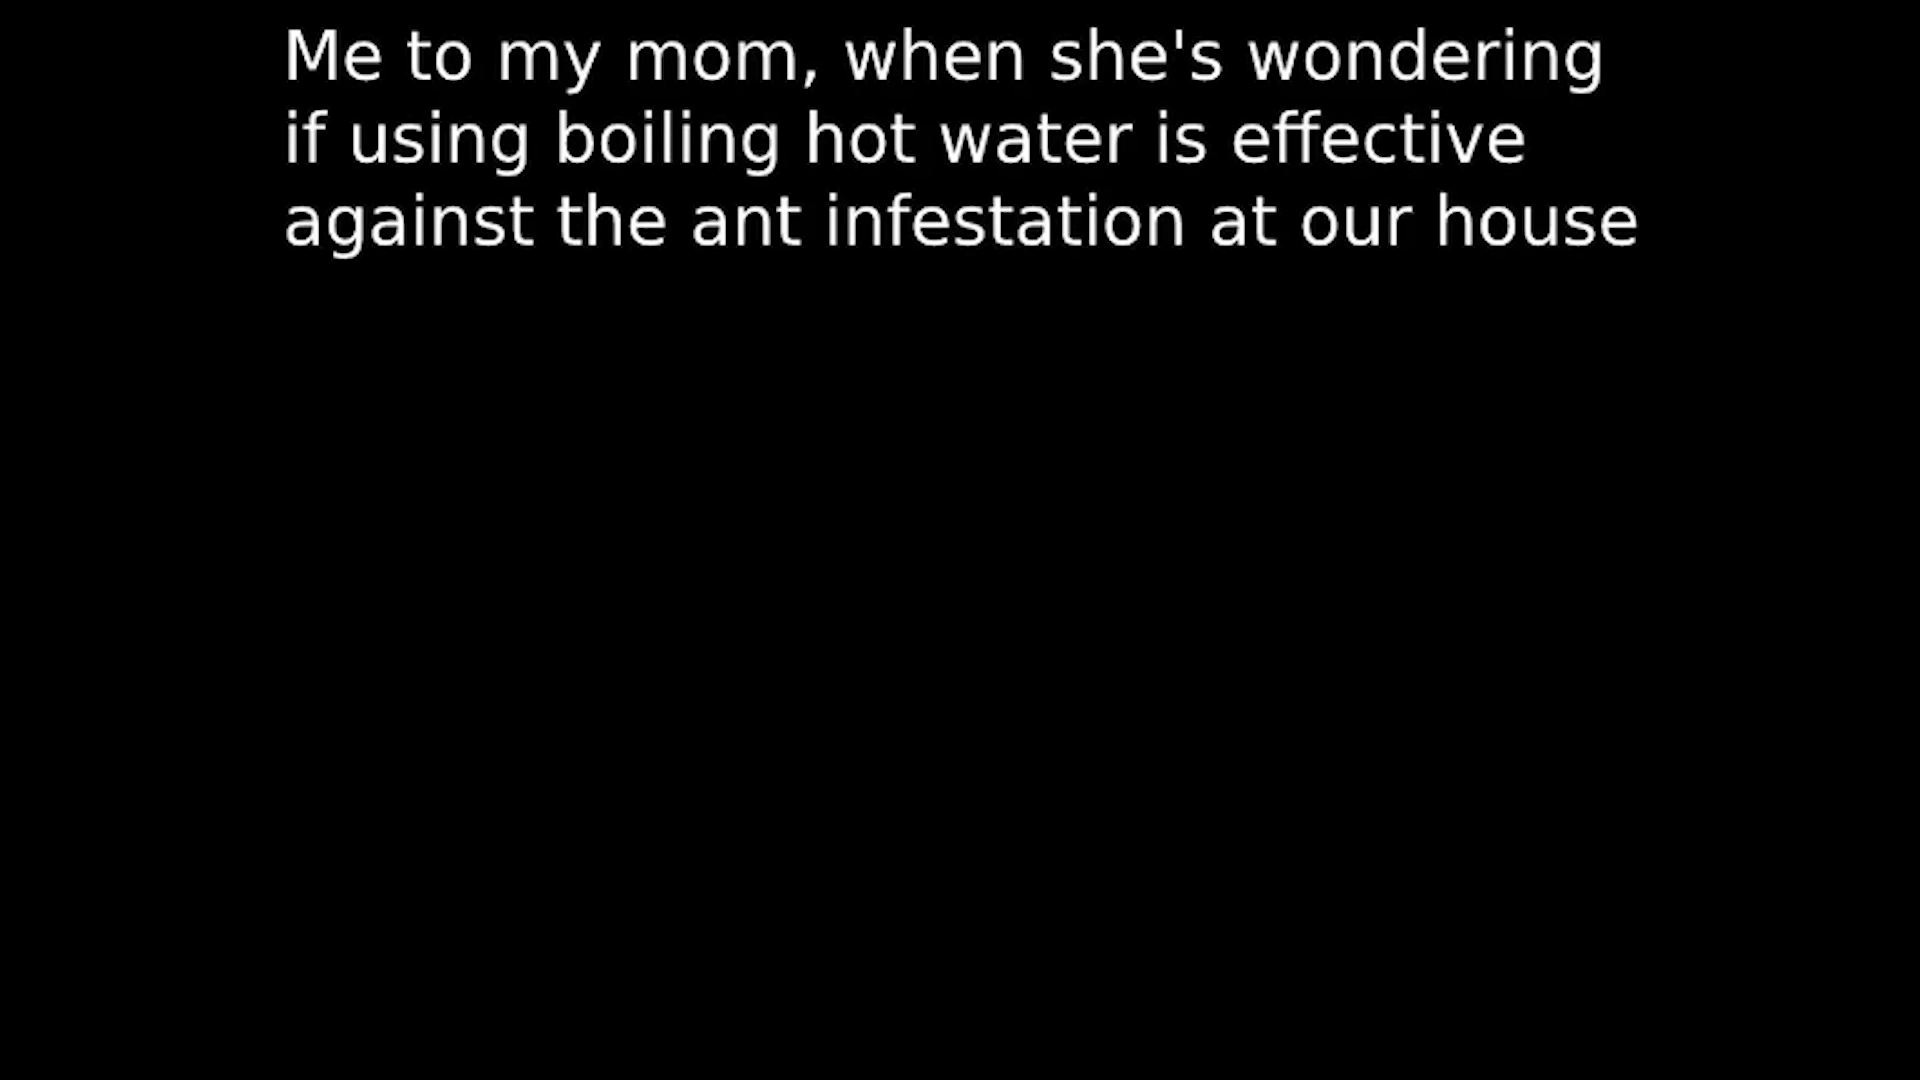 Me to my mom, when she's wondering
if using boiling hot water is effective
against the ant infestation at our house